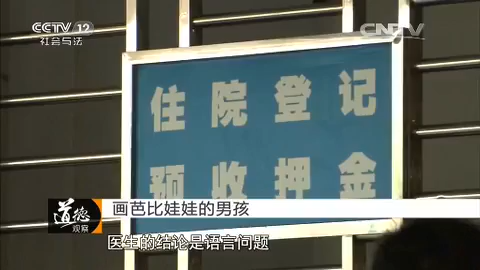 CCTV 12
社会与法
CNTV
住院登记
预收押金
道德
观察
画芭比娃娃的男孩
医生的结论是语言问题